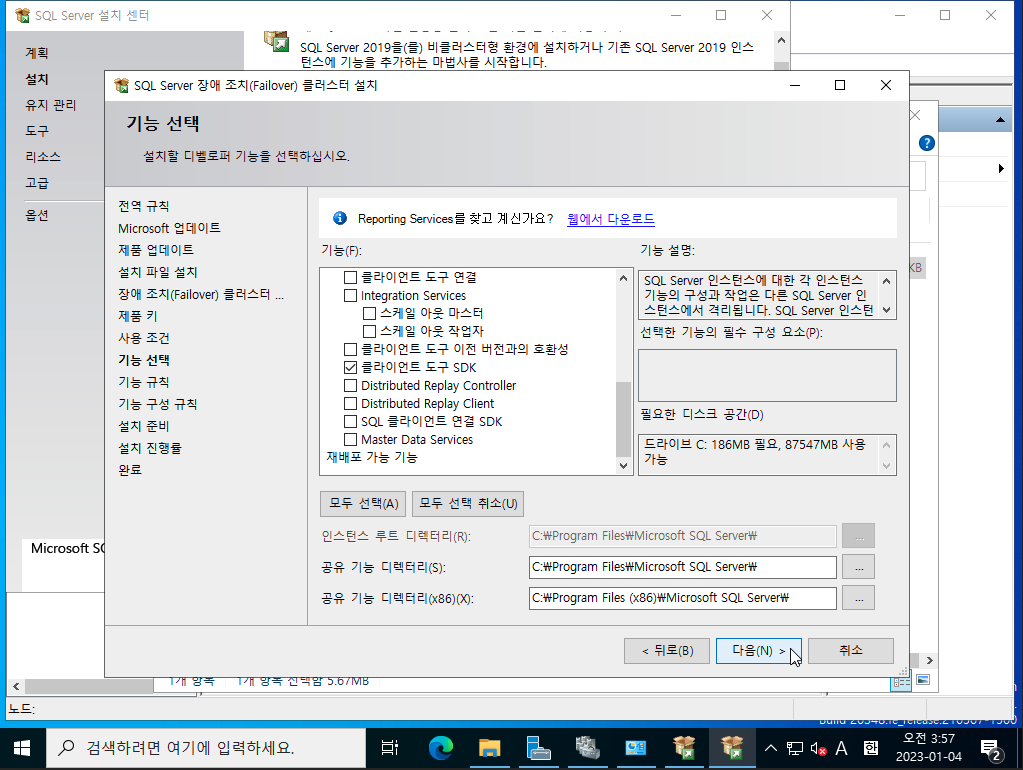 SQL Server 설치 센터
계획
설치
유지 관리
도구
리소스
고급
옵션
SQL Server 2019을(를) 비클러스터형 환경에 설치하거나 기존 SQL Server 2019 인스
턴스에 기능을 추가하는 마법사를 시작합니다.
Microsoft SQ
SQL Server 장애 조치(Failover) 클러스터 설치
기능 선택
설치할 디벨로퍼 기능을 선택하십시오.
전역 규칙
Microsoft 업데이트
제품 업데이트
설치 파일 설치
장애 조치(Failover) 클러스터 ...
제품 키
사용 조건
기능 선택
기능 규칙
기능 구성 규칙
설치 준비
설치 진행률
완료
Reporting Services를 찾고 계신가요? 웹에서 다운로드
기능(F):
클라이언트 도구 연결
Integration Services
스케일 아웃 마스터
스케일 아웃 작업자
클라이언트 도구 이전 버전과의 호환성
클라이언트 도구 SDK
Distributed Replay Controller
Distributed Replay Client
SQL 클라이언트 연결 SDK
Master Data Services
재배포 가능 기능
기능 설명:
SQL Server 인스턴스에 대한 각 인스턴스
기능의 구성과 작업은 다른 SQL Server 인
스턴스에서 격리됩니다. SQL Server 인스턴
선택한 기능의 필수 구성 요소(P):
필요한 디스크 공간(D)
드라이브 C: 186MB 필요, 87547MB 사용
가능
모두 선택(A) 모두 선택 취소(U)
인스턴스 루트 디렉터리(R): C:₩Program Files₩Microsoft SQL Server₩ ...
공유 기능 디렉터리(S): C:₩Program Files₩Microsoft SQL Server₩ ...
공유 기능 디렉터리(x86)(X): C:₩Program Files (x86)₩Microsoft SQL Server₩ ...
< 뒤로(B) 다음(N) > 취소
KB
1개 항목 1개 항목 선택함 5.67MB
노드:
Build 20348.fe_release.210507-1500
검색하려면 여기에 입력하세요.
A 한
오전 3:57
2023-01-04
2